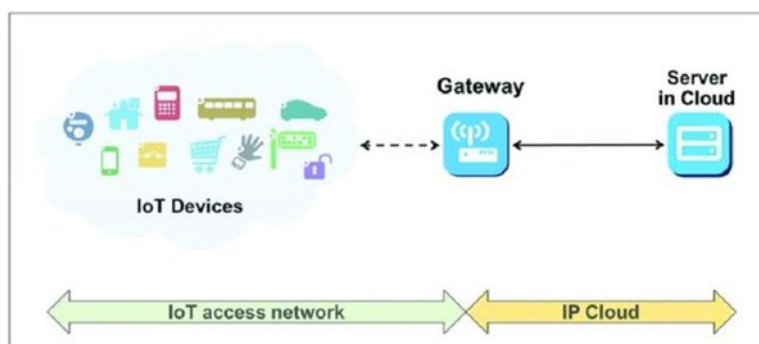 Gateway
Server
in Cloud
IoT Devices
IoT access network
IP Cloud